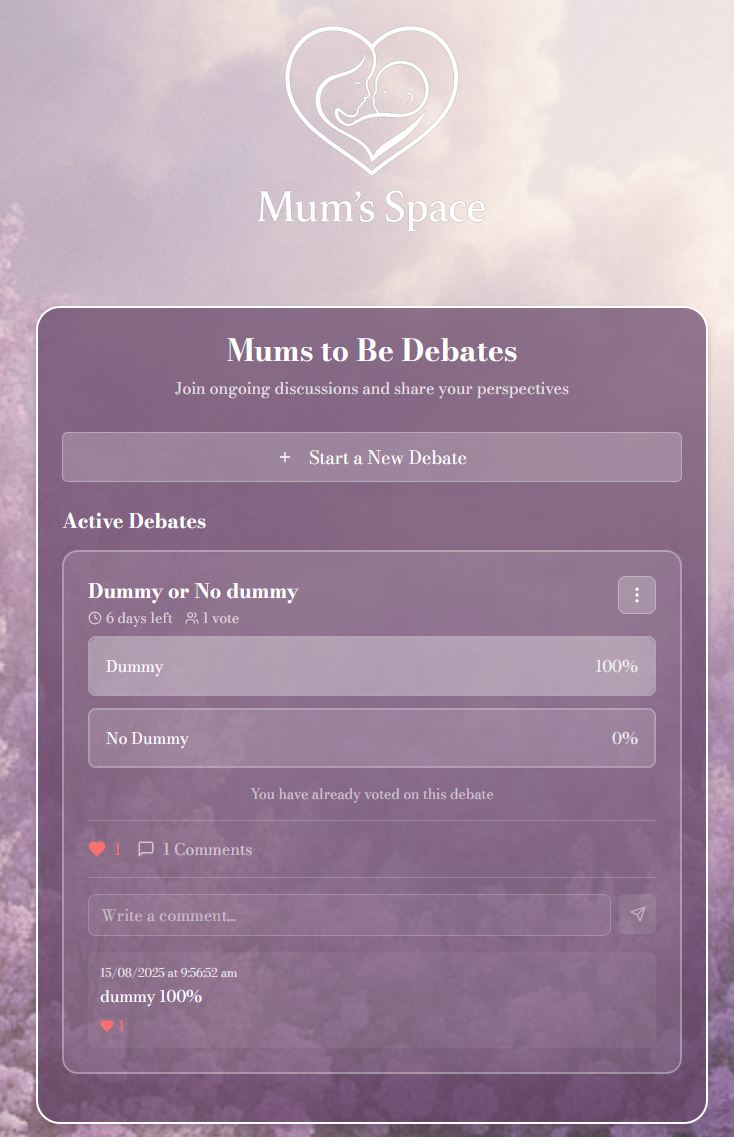 Mum's Space
Mums to Be Debates
Join ongoing discussions and share your perspectives
+ Start a New Debate
Active Debates
Dummy or No dummy
6 days left 1 vote
Dummy 100%
No Dummy 0%
You have already voted on this debate
1 1 Comments
Write a comment...
15/08/2025 at 9:56:52 am
dummy 100%
1